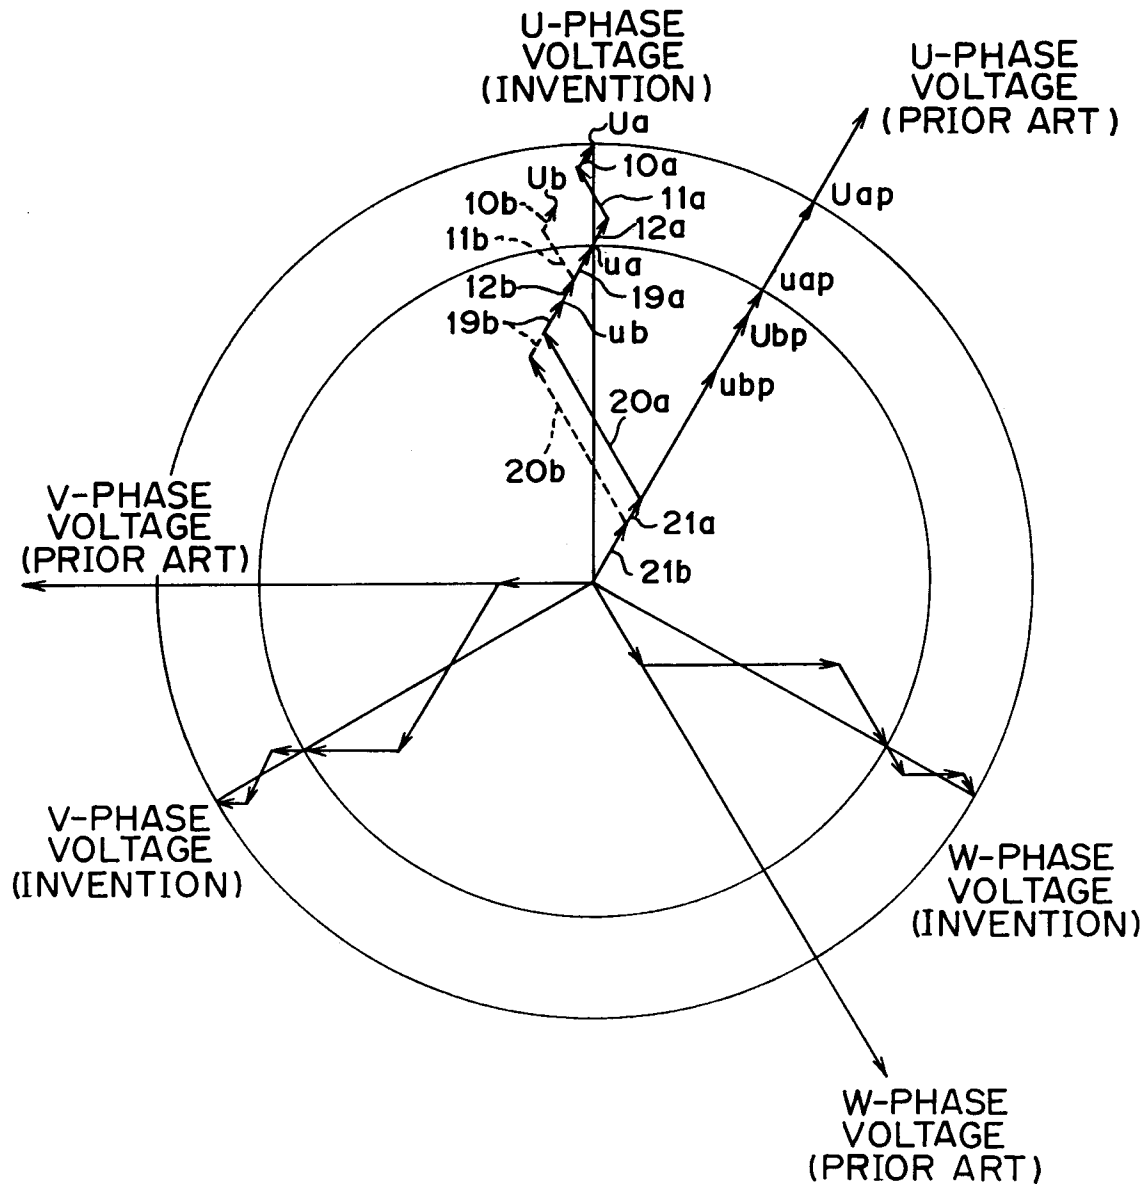 U-PHASE
VOLTAGE
(INVENTION)
U-PHASE
VOLTAGE
(PRIOR ART)
Ua
10a
Ub
Uap
10b
11a
12a
11b
ua
uap
12b
19a
19b
ub
Ubp
ubp
20a
20b
V-PHASE
VOLTAGE
(PRIOR ART)
21a
21b
V-PHASE
VOLTAGE
(INVENTION)
W-PHASE
VOLTAGE
(INVENTION)
W-PHASE
VOLTAGE
(PRIOR ART)